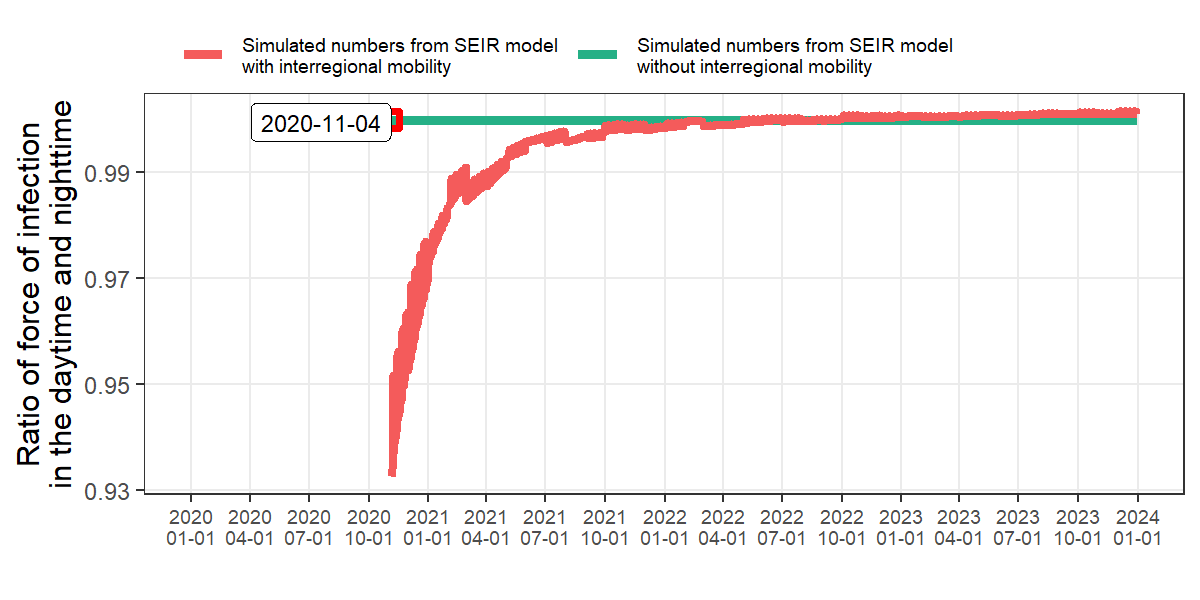 Simulated numbers from SEIR model
with interregional mobility
Simulated numbers from SEIR model
without interregional mobility
Ratio of force of infection
in the daytime and nighttime
2020-11-04
0.99
0.97
0.95
0.93
2020 2020 2020 2020 2021 2021 2021 2021 2022 2022 2022 2022 2023 2023 2023 2023 2024
01-01 04-01 07-01 10-01 01-01 04-01 07-01 10-01 01-01 04-01 07-01 10-01 01-01 04-01 07-01 10-01 01-01